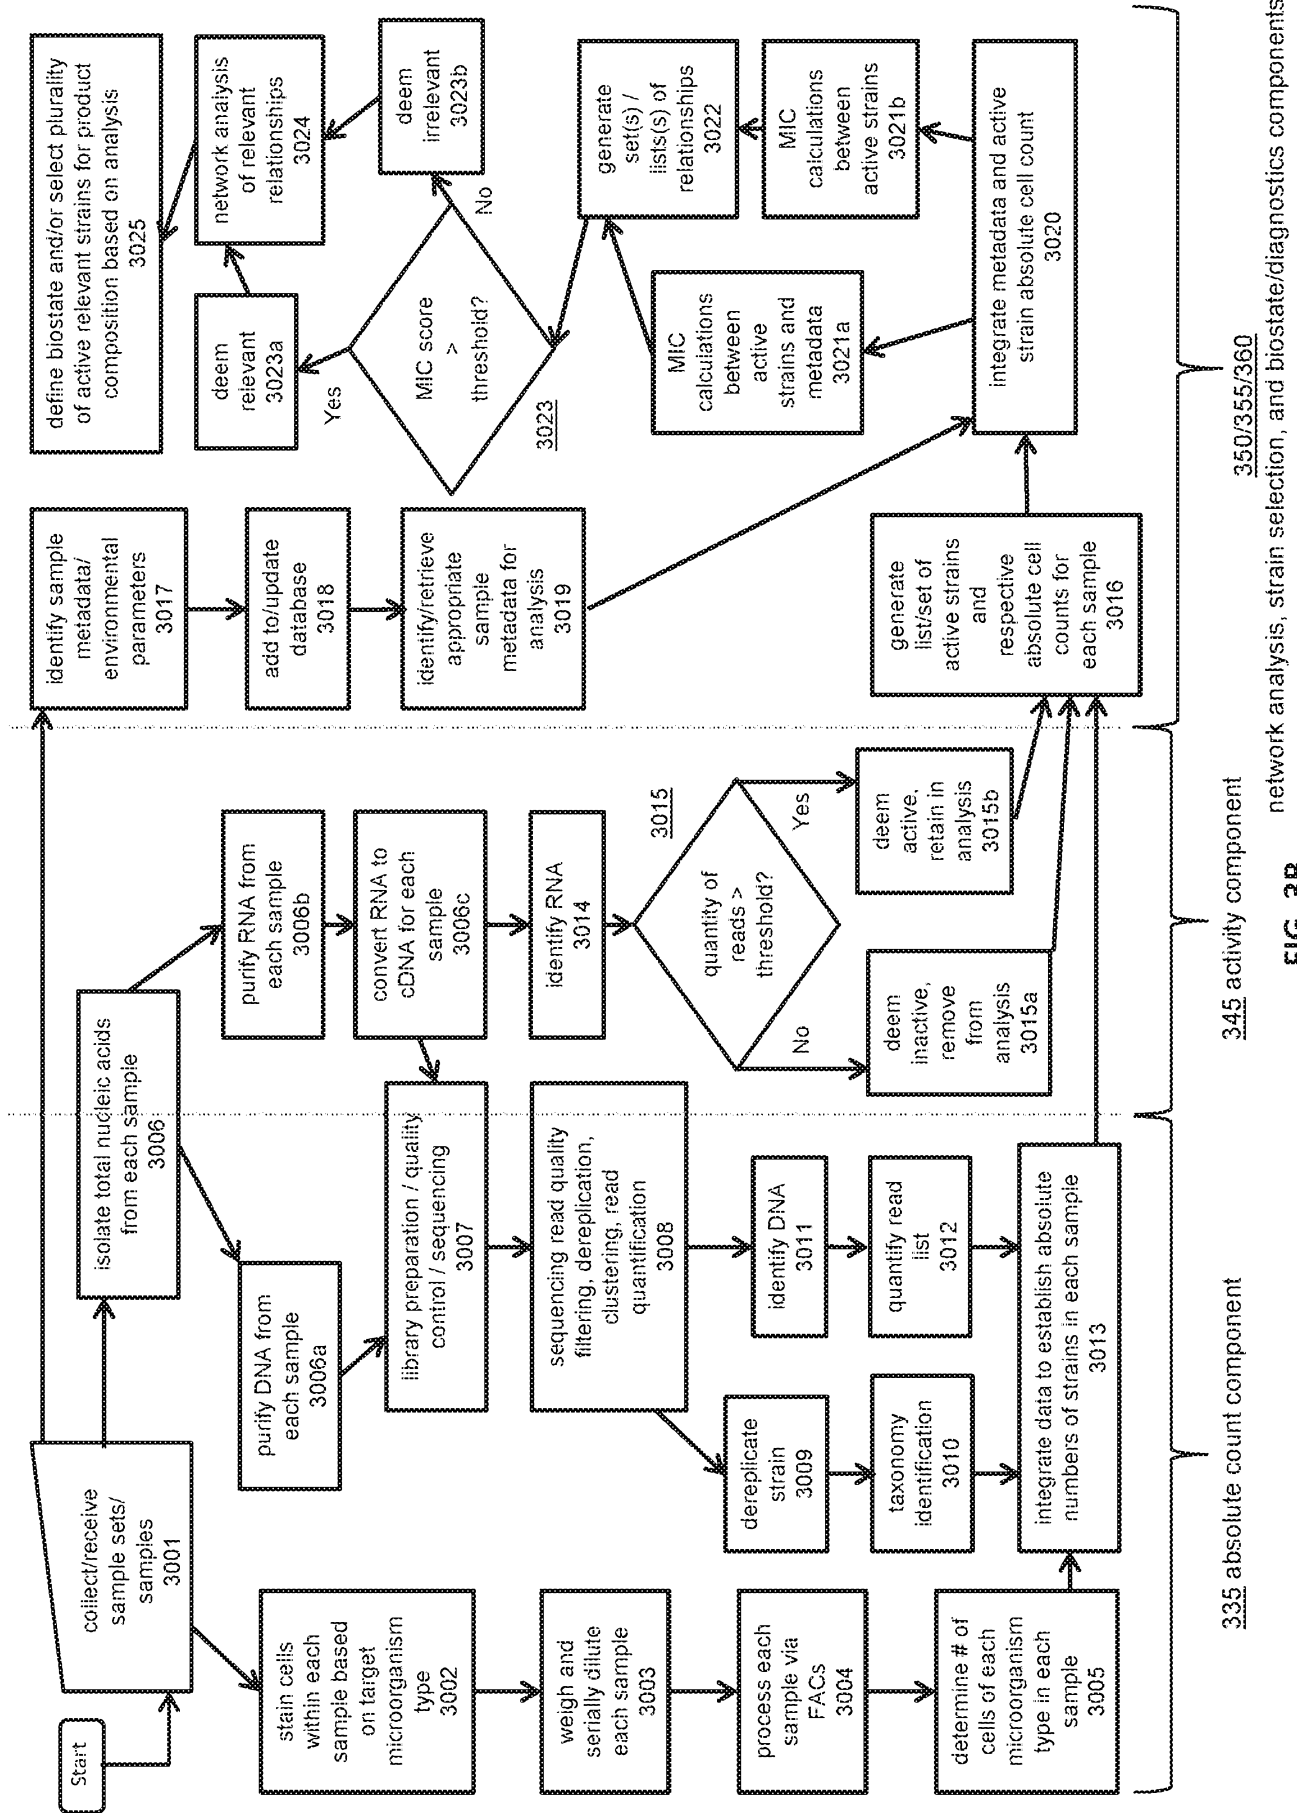 Start
collect/receive
sample sets/
samples
3001
stain cells
within each
sample based
on target
microorganism
type
3002
weigh and
serially dilute
each sample
3003
process each
sample via
FACs
3004
determine # of
cells of each
microorganism
type in each
sample
3005
isolate total nucleic acids
from each sample
3006
purify DNA from
each sample
3006a
purify RNA from
each sample
3006b
convert RNA to
cDNA for each
sample
3006c
library preparation / quality
control / sequencing
3007
sequencing read quality
filtering, dereplication,
clustering, read
quantification
3008
dereplicate
strain
3009
taxonomy
identification
3010
identify DNA
3011
quantify read
list
3012
integrate data to establish absolute
numbers of strains in each sample
3013
identify RNA
3014
quantity of
reads >
threshold?
3015
No
Yes
deem
inactive,
remove
from
analysis
3015a
deem
active,
retain in
analysis
3015b
generate
list/set of
active strains
and
respective
absolute cell
counts for
each sample
3016
identify sample
metadata/
environmental
parameters
3017
add to/update
database
3018
identify/retrieve
appropriate
sample
metadata for
analysis
3019
integrate metadata and active
strain absolute cell count
3020
MIC
calculations
between
active
strains and
metadata
3021a
MIC
calculations
between
active strains
3021b
generate
set(s) /
lists(s) of
relationships
3022
MIC score
>
threshold?
3023
Yes
No
deem
relevant
3023a
deem
irrelevant
3023b
network analysis
of relevant
relationships
3024
define biostate and/or select plurality
of active relevant strains for product
composition based on analysis
3025
335 absolute count component
345 activity component
350/355/360
network analysis, strain selection, and biostate/diagnostics components
FIG. 3B